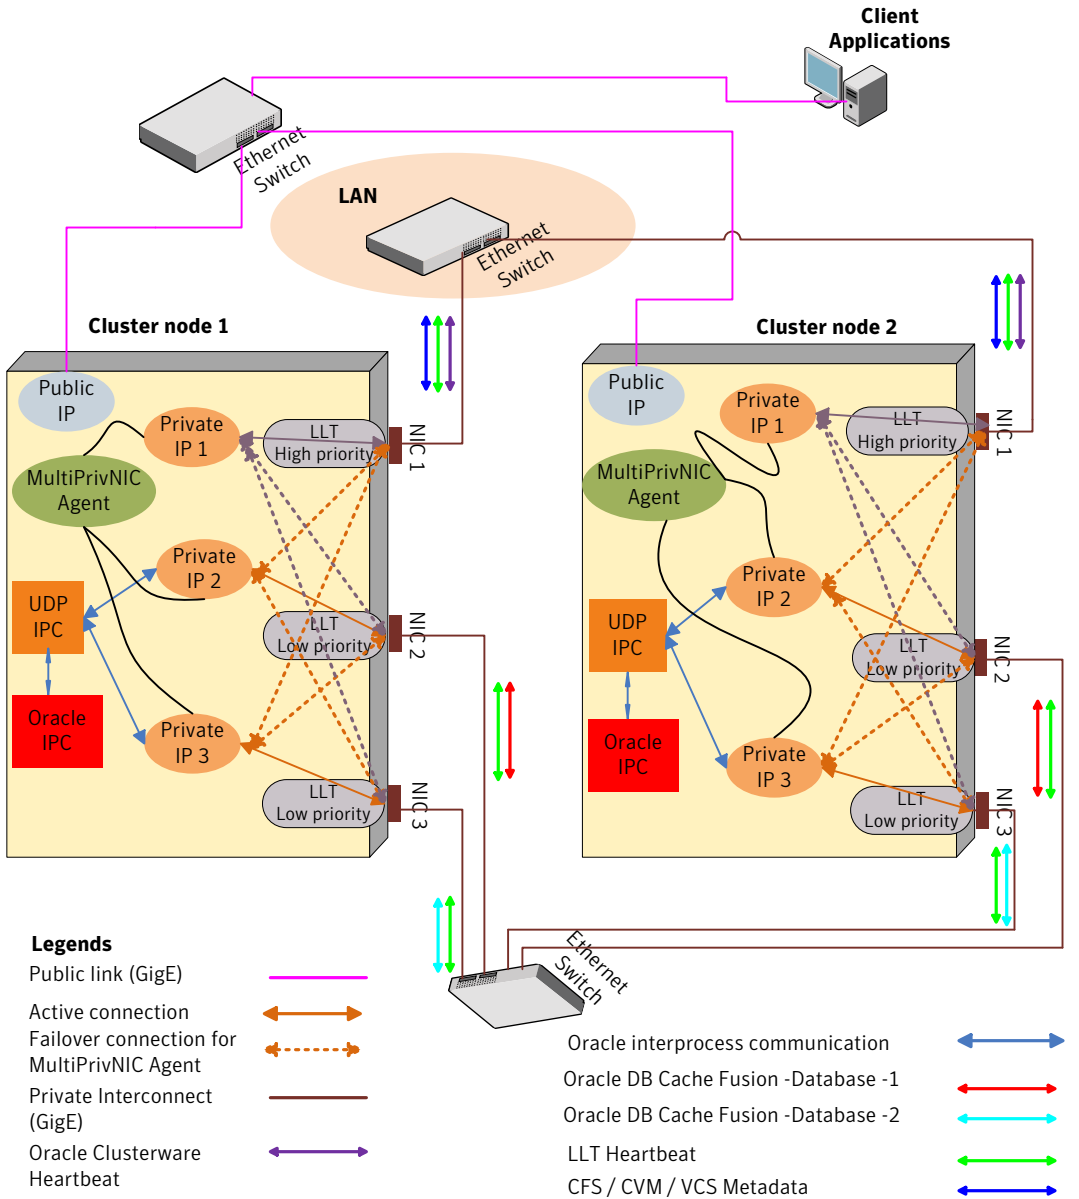 Client
Applications
Ethernet
Switch
LAN
Ethernet
Switch
Cluster node 1
Public
IP
Private
IP 1
LLT
High priority
NIC 1
MultiPrivNIC
Agent
Private
IP 2
UDP
IPC
LLT
Low priority
NIC 2
Oracle
IPC
Private
IP 3
LLT
Low priority
NIC 3
Cluster node 2
Public
IP
Private
IP 1
LLT
High priority
NIC 1
MultiPrivNIC
Agent
Private
IP 2
UDP
IPC
LLT
Low priority
NIC 2
Oracle
IPC
Private
IP 3
LLT
Low priority
NIC 3
Ethernet
Switch
Legends
Public link (GigE)
Active connection
Failover connection for
MultiPrivNIC Agent
Private Interconnect
(GigE)
Oracle Clusterware
Heartbeat
Oracle interprocess communication
Oracle DB Cache Fusion -Database -1
Oracle DB Cache Fusion -Database -2
LLT Heartbeat
CFS / CVM / VCS Metadata